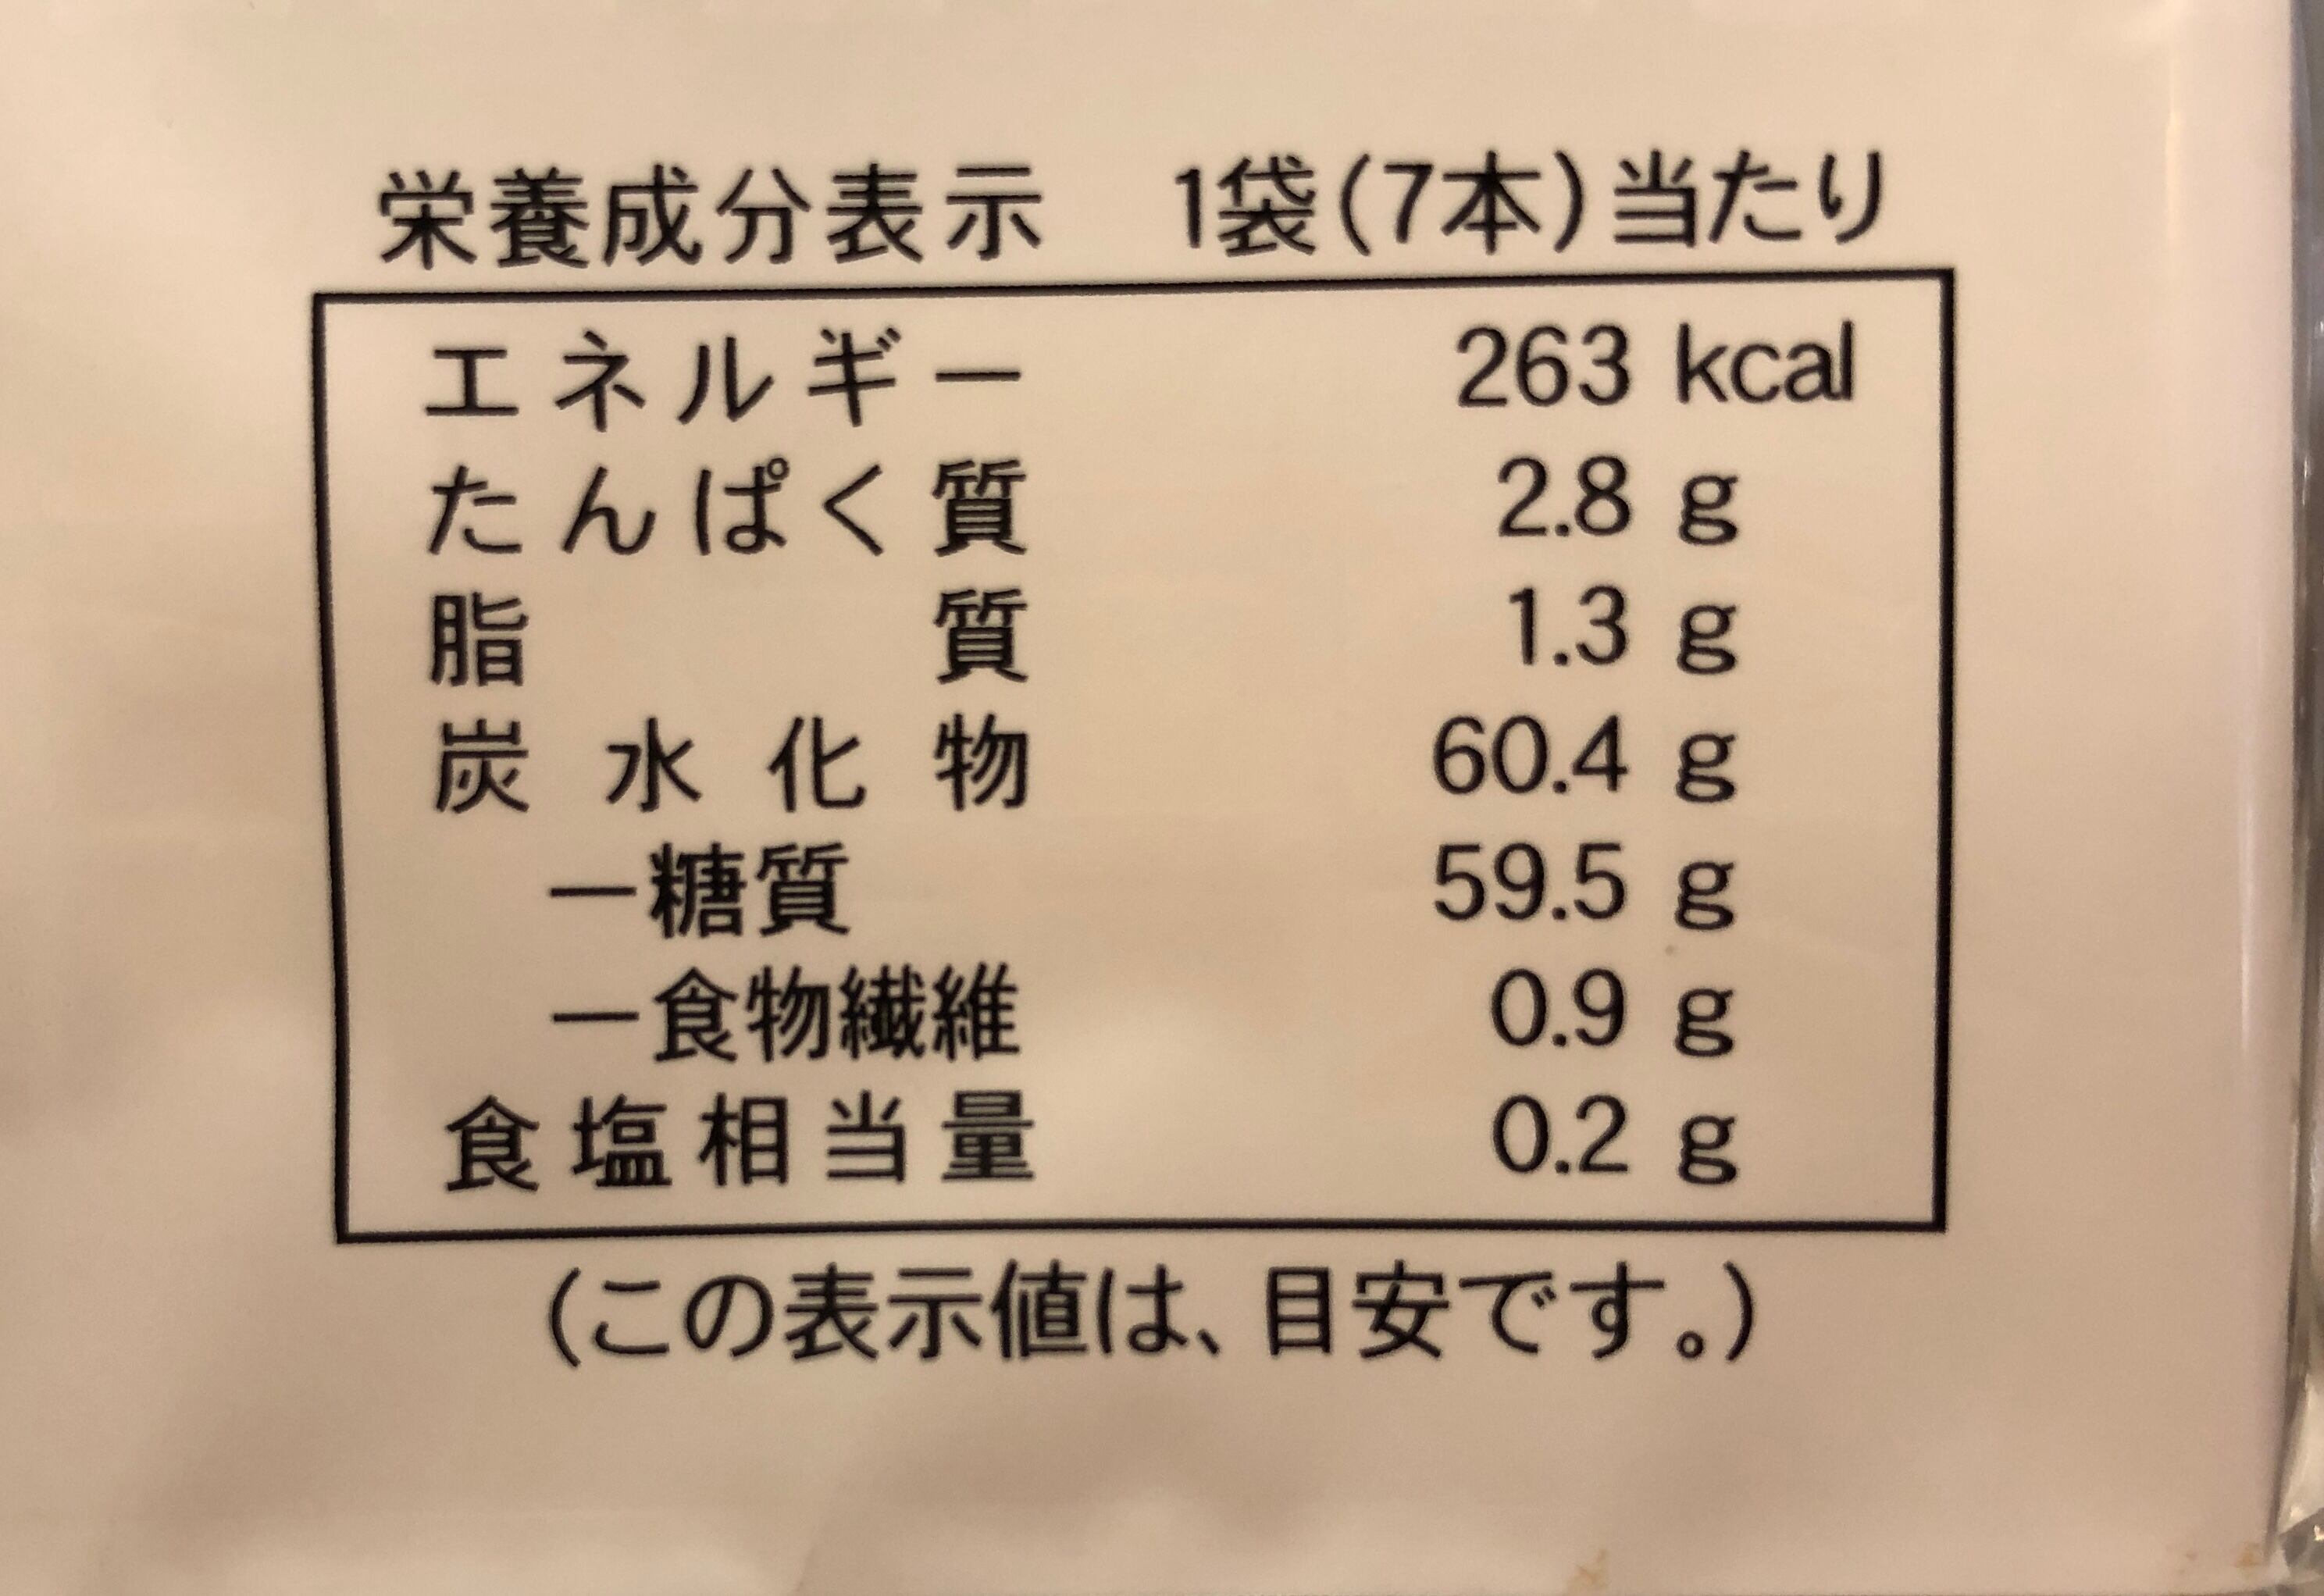 栄養成分表示　1袋(7本)当たり
エネルギー 263 kcal
たんぱく質 2.8 g
脂質 1.3 g
炭水化物 60.4 g
―糖質 59.5 g
―食物繊維 0.9 g
食塩相当量 0.2 g
(この表示値は、目安です。)